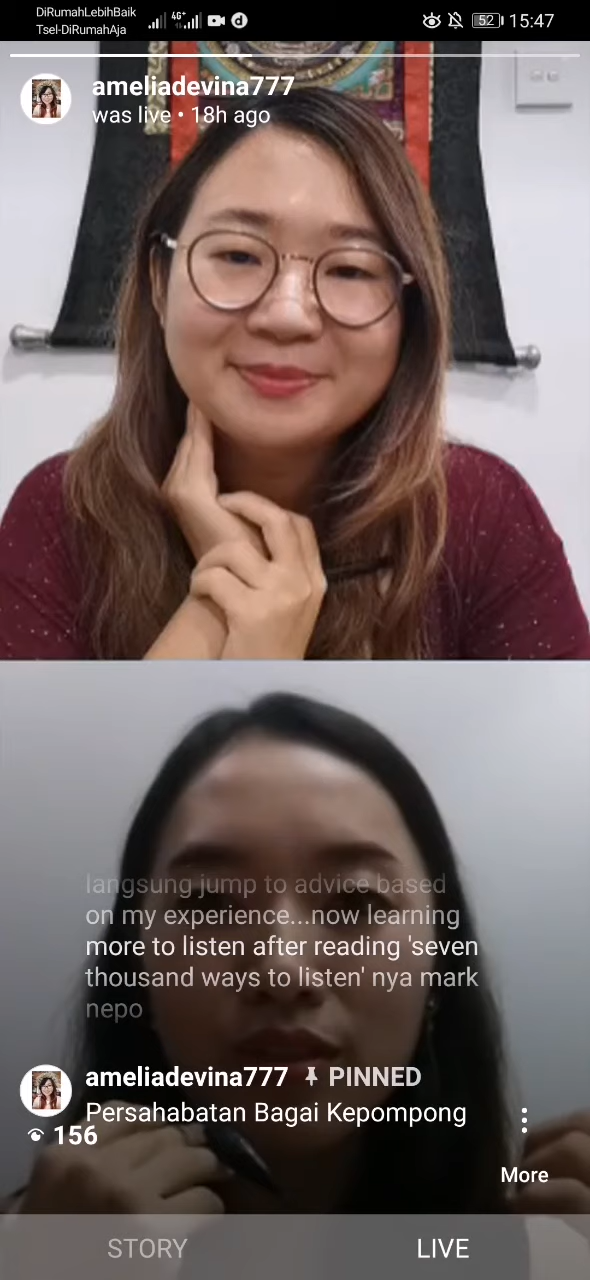 DiRumahLebihBaik
Tsel-DiRumahAja
4G+
52 15:47
ameliadevina777
was live • 18h ago
langsung jump to advice based
on my experience...now learning
more to listen after reading 'seven
thousand ways to listen' nya mark
nepo
ameliadevina777 PINNED
Persahabatan Bagai Kepompong
156
More
STORY LIVE